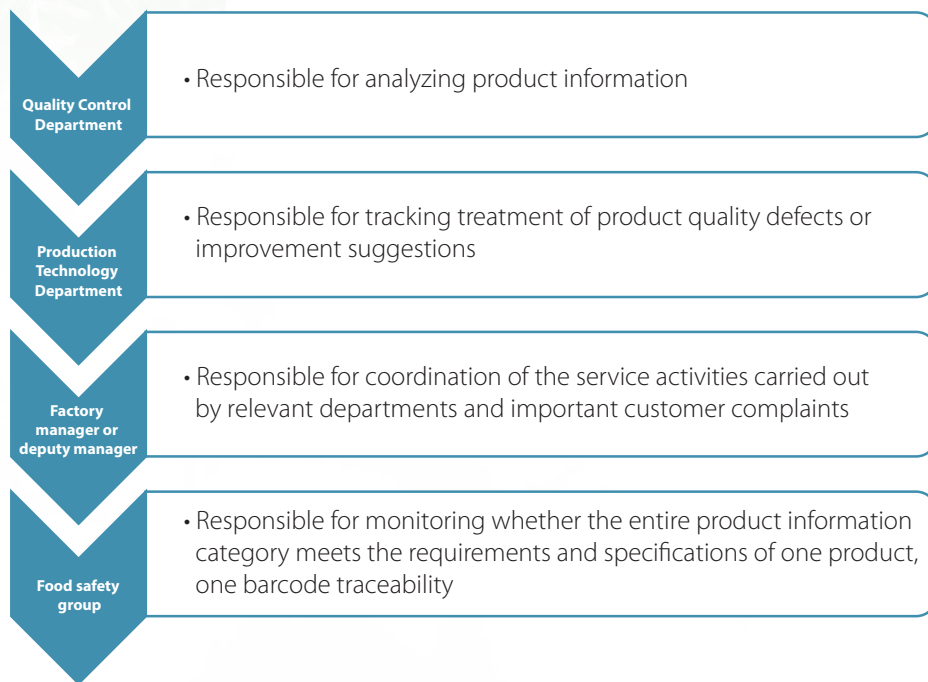 Quality Control
Department
• Responsible for analyzing product information
Production
Technology
Department
• Responsible for tracking treatment of product quality defects or
improvement suggestions
Factory
manager or
deputy manager
• Responsible for coordination of the service activities carried out
by relevant departments and important customer complaints
Food safety
group
• Responsible for monitoring whether the entire product information
category meets the requirements and specifications of one product,
one barcode traceability